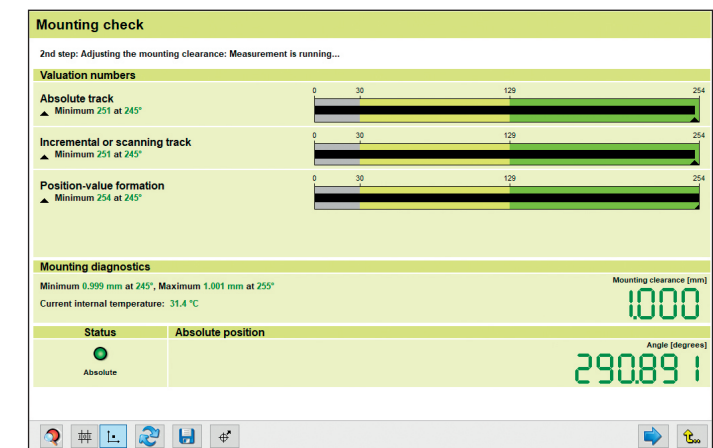 Mounting check
2nd step: Adjusting the mounting clearance: Measurement is running...
Valuation numbers
Absolute track
Minimum 251 at 245°
0 30 129 254
Incremental or scanning track
Minimum 251 at 245°
0 30 129 254
Position-value formation
Minimum 254 at 245°
0 30 129 254
Mounting diagnostics
Minimum 0.999 mm at 245°, Maximum 1.001 mm at 255°
Mounting clearance [mm]
Current internal temperature: 31.4 °C
1.000
Status Absolute position
Angle [degrees]
Absolute
290.891